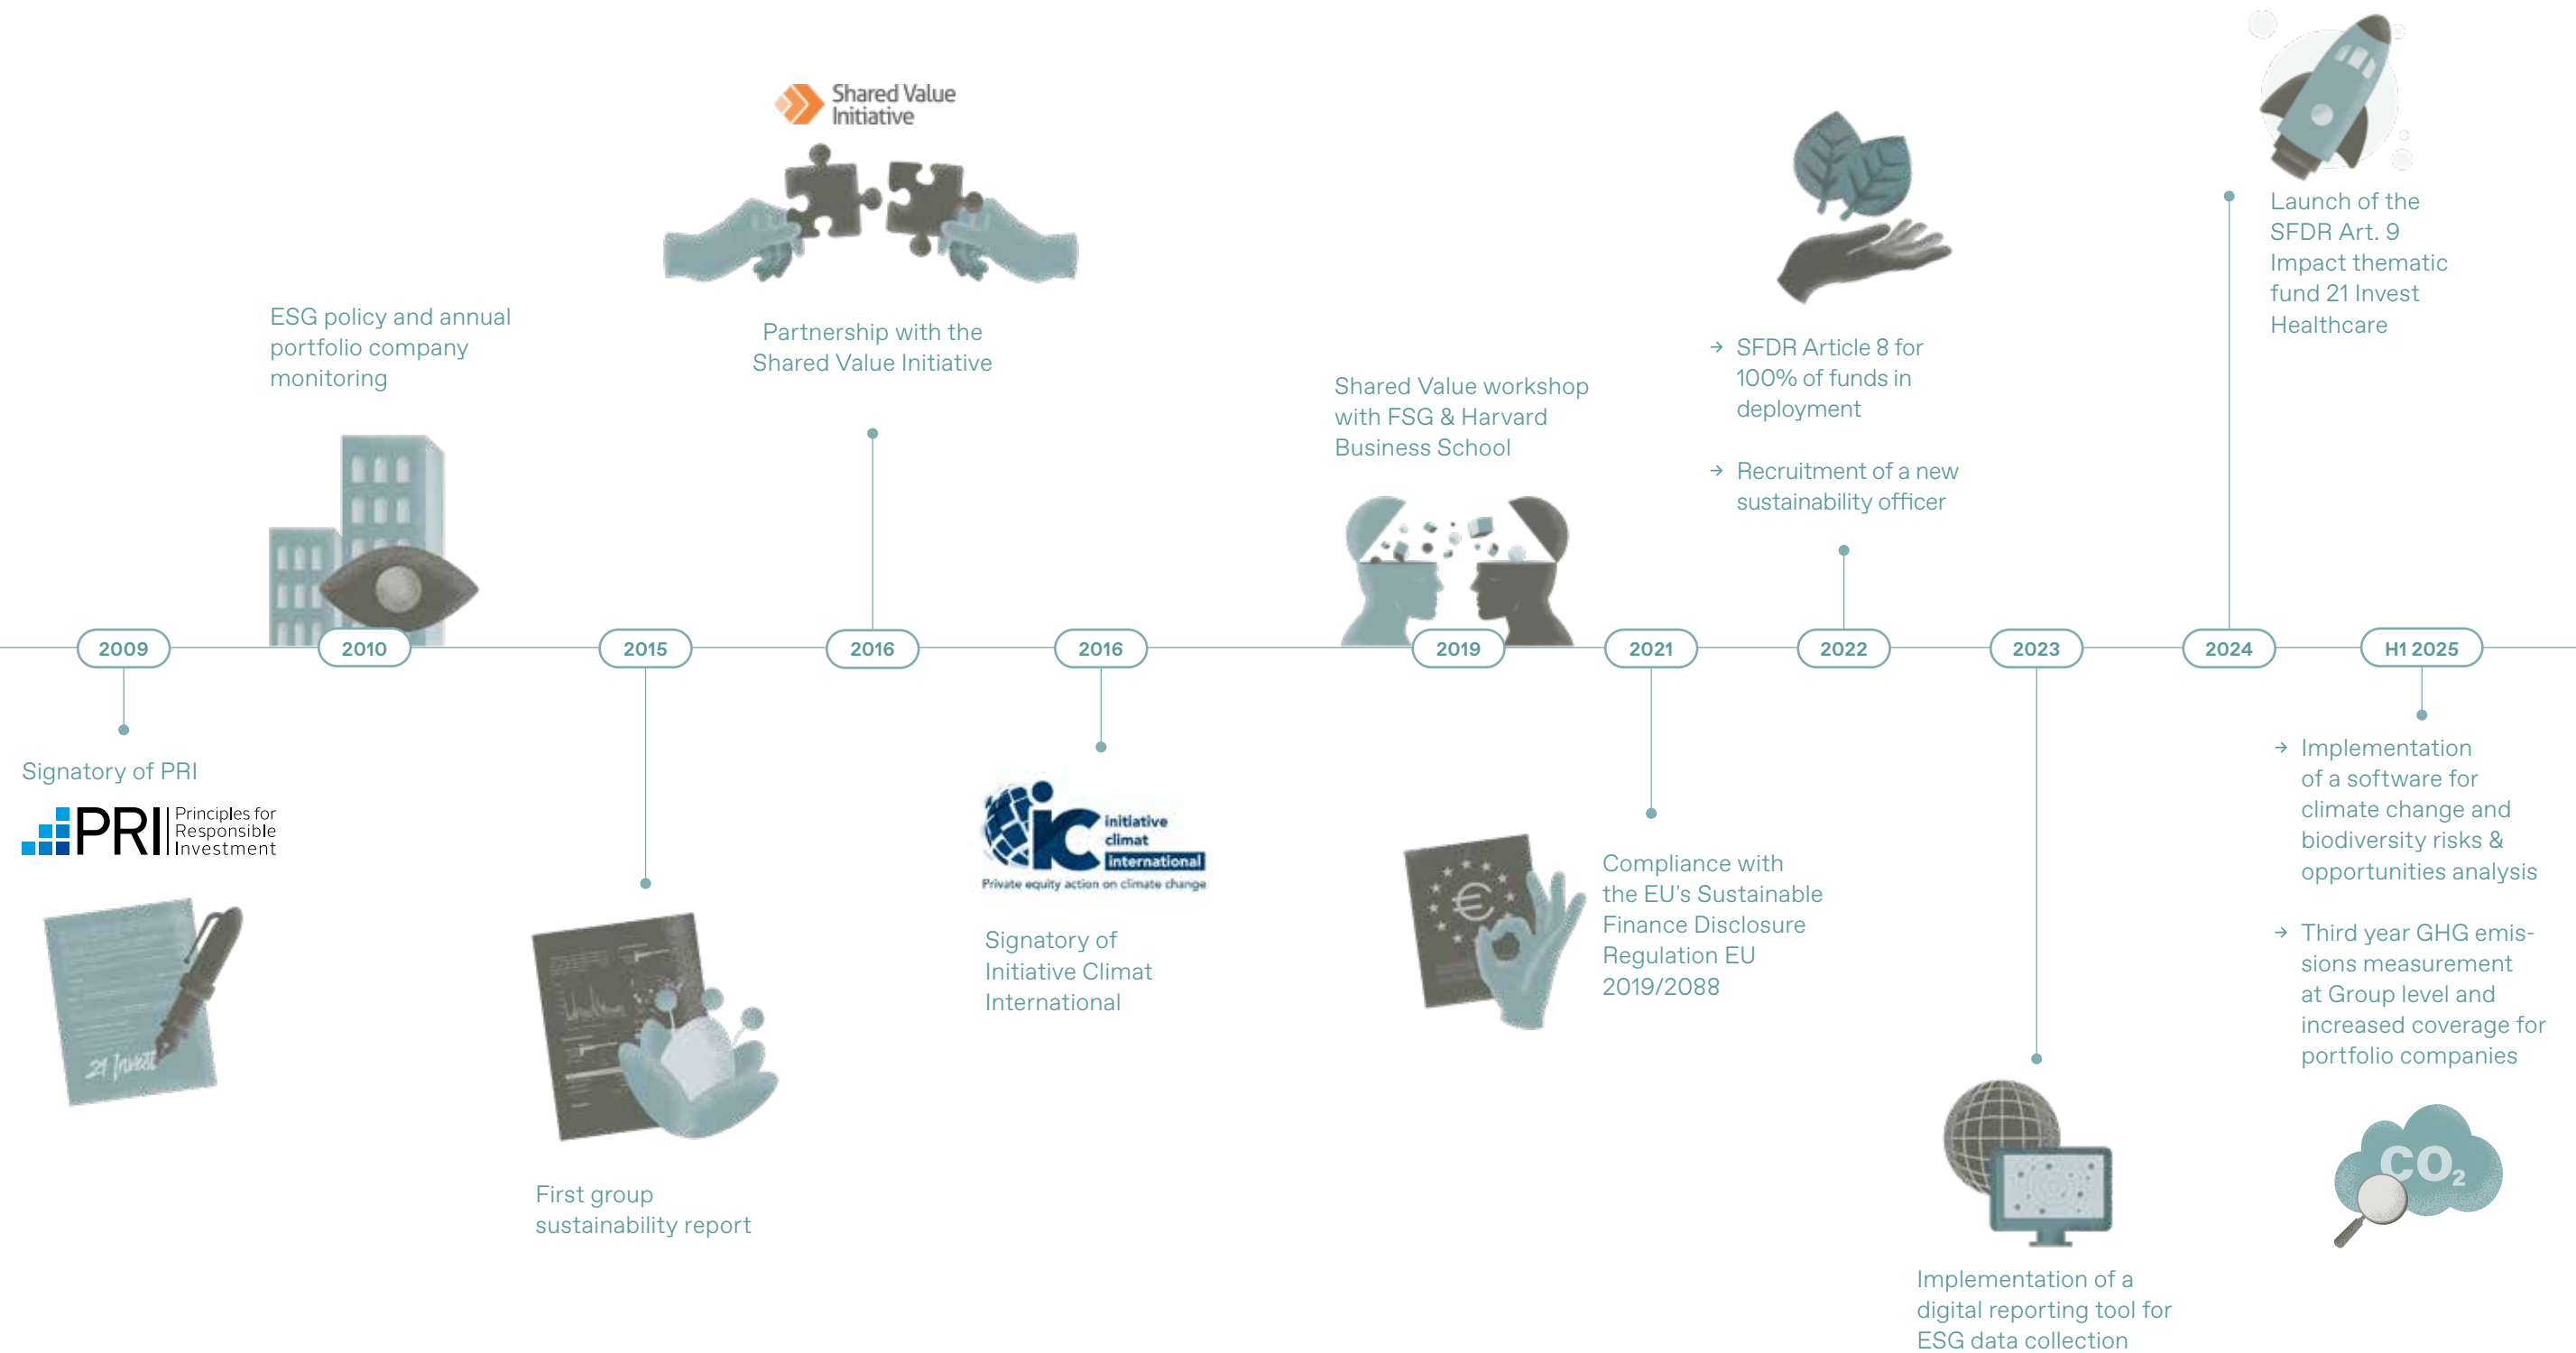 2009
Signatory of PRI
PRI
Principles for
Responsible
Investment
21 Invest
ESG policy and annual
portfolio company
monitoring
2010
2015
First group
sustainability report
Shared Value
Initiative
Partnership with the
Shared Value Initiative
2016
2016
iC
initiative
climat
international
Private equity action on climate change
Signatory of
Initiative Climat
International
Shared Value workshop
with FSG & Harvard
Business School
2019
2021
€
Compliance with
the EU's Sustainable
Finance Disclosure
Regulation EU
2019/2088
→ SFDR Article 8 for
100% of funds in
deployment
→ Recruitment of a new
sustainability officer
2022
2023
Implementation of a
digital reporting tool for
ESG data collection
Launch of the
SFDR Art. 9
Impact thematic
fund 21 Invest
Healthcare
2024
H1 2025
→ Implementation
of a software for
climate change and
biodiversity risks &
opportunities analysis
→ Third year GHG emis-
sions measurement
at Group level and
increased coverage for
portfolio companies
CO₂